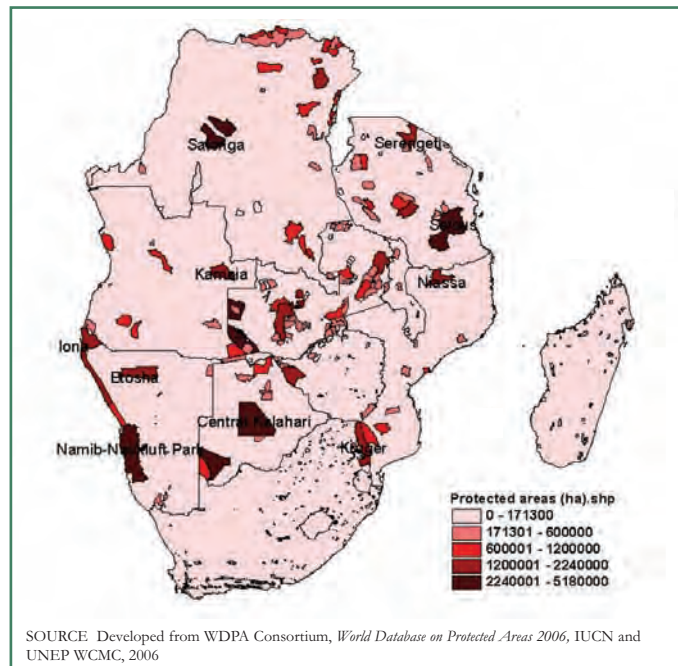 Salonga
Serengeti
Selous
Kameia
Niassa
Iona
Etosha
Central Kalahari
Namib-Naukluft Park
Kruger
Protected areas (ha).shp
0 - 171300
171301 - 600000
600001 - 1200000
1200001 - 2240000
2240001 - 5180000
SOURCE Developed from WDPA Consortium, World Database on Protected Areas 2006, IUCN and
UNEP WCMC, 2006